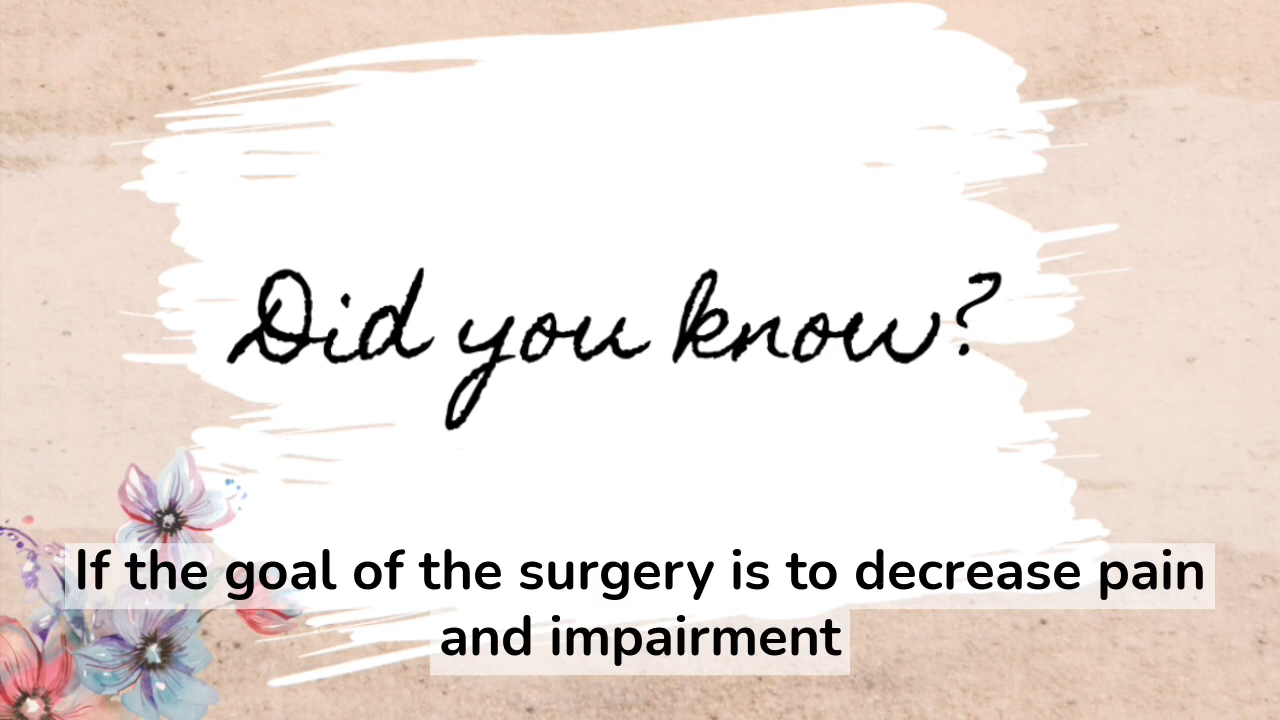 Did you know?
If the goal of the surgery is to decrease pain
and impairment